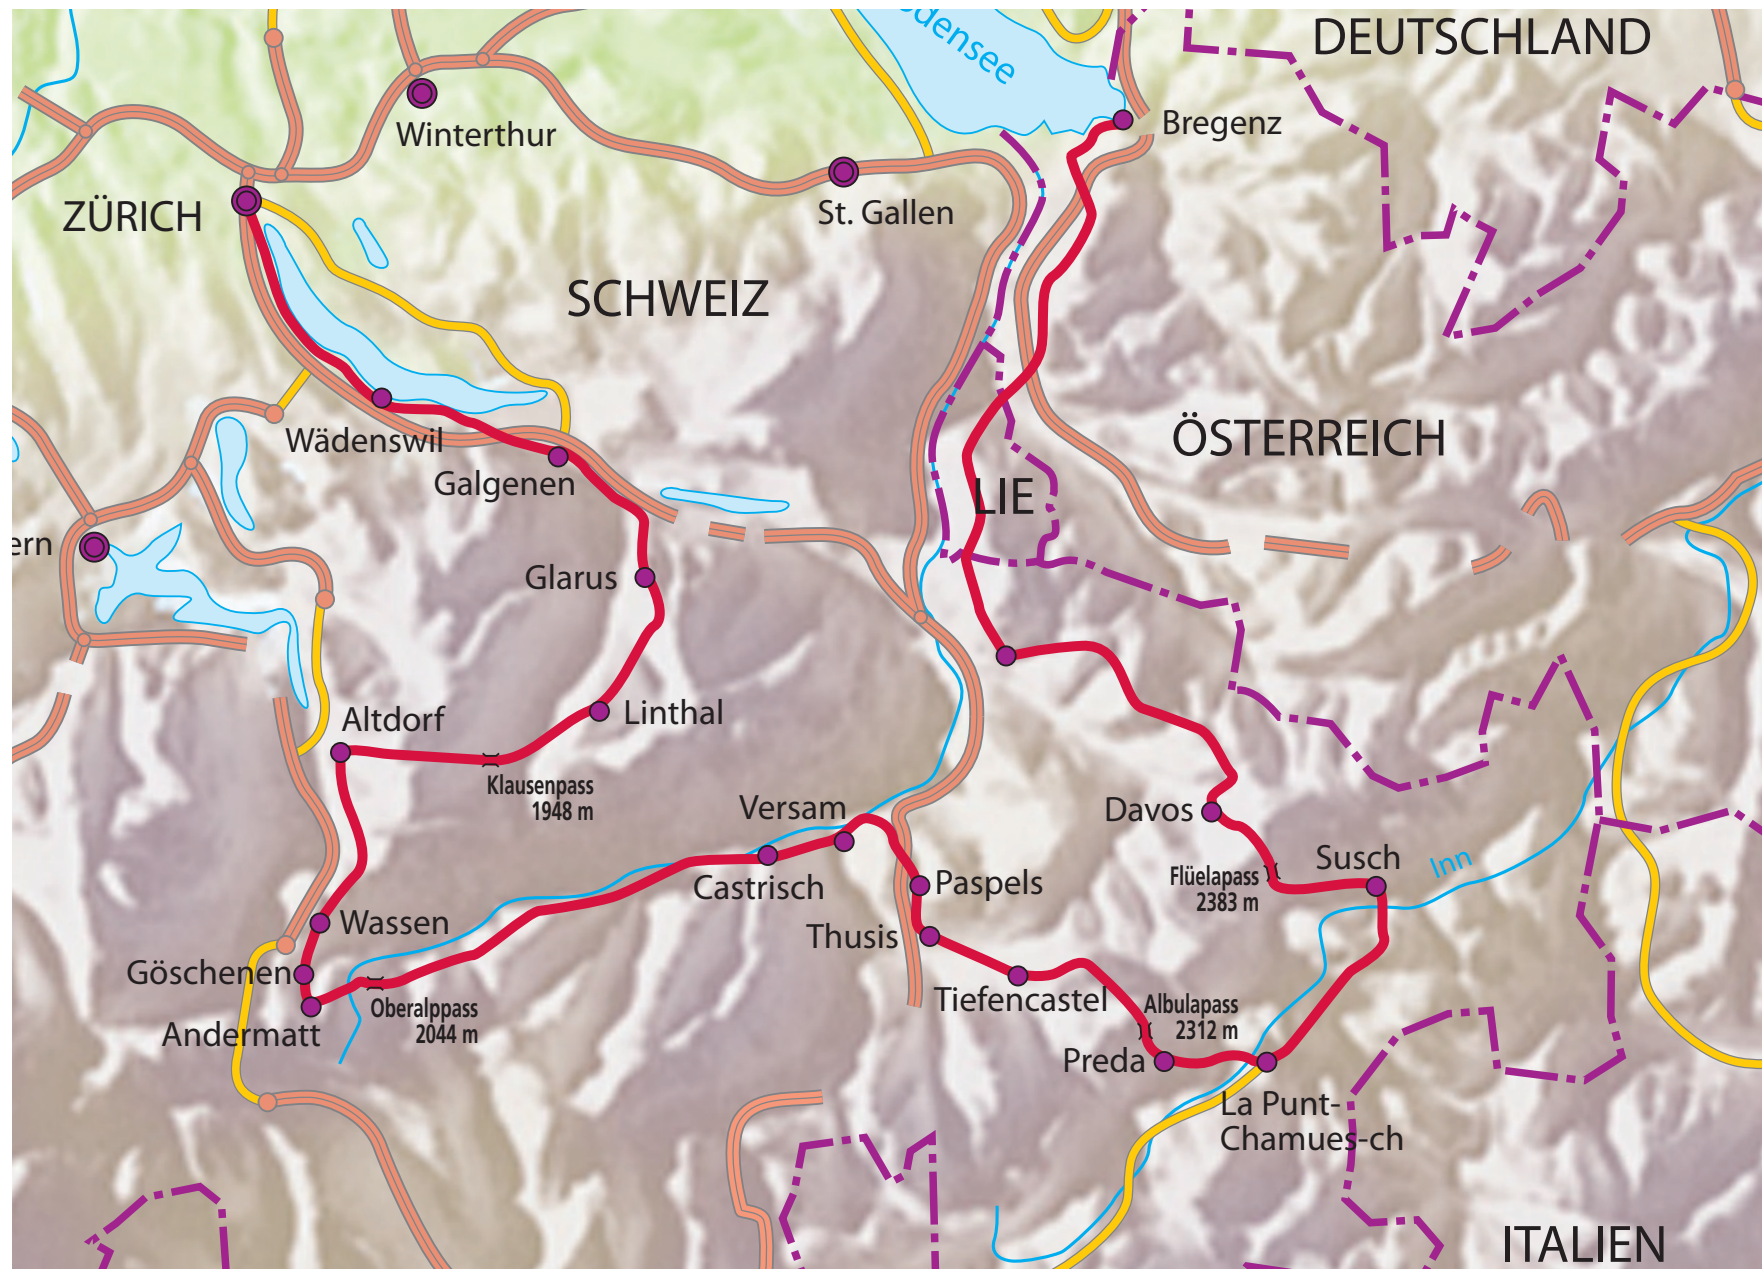 DEUTSCHLAND
odensee
Bregenz
Winterthur
ZÜRICH
St. Gallen
SCHWEIZ
ÖSTERREICH
Wädenswil
Galgenen
LIE
ern
Glarus
Altdorf
Linthal
Klausenpass
1948 m
Versam
Davos
Susch
Inn
Flüelapass
2383 m
Castrisch
Paspels
Wassen
Thusis
Göschenen
Tiefencastel
Andermatt
Oberalppass
2044 m
Albulapass
2312 m
Preda
La Punt-
Chamues-ch
ITALIEN